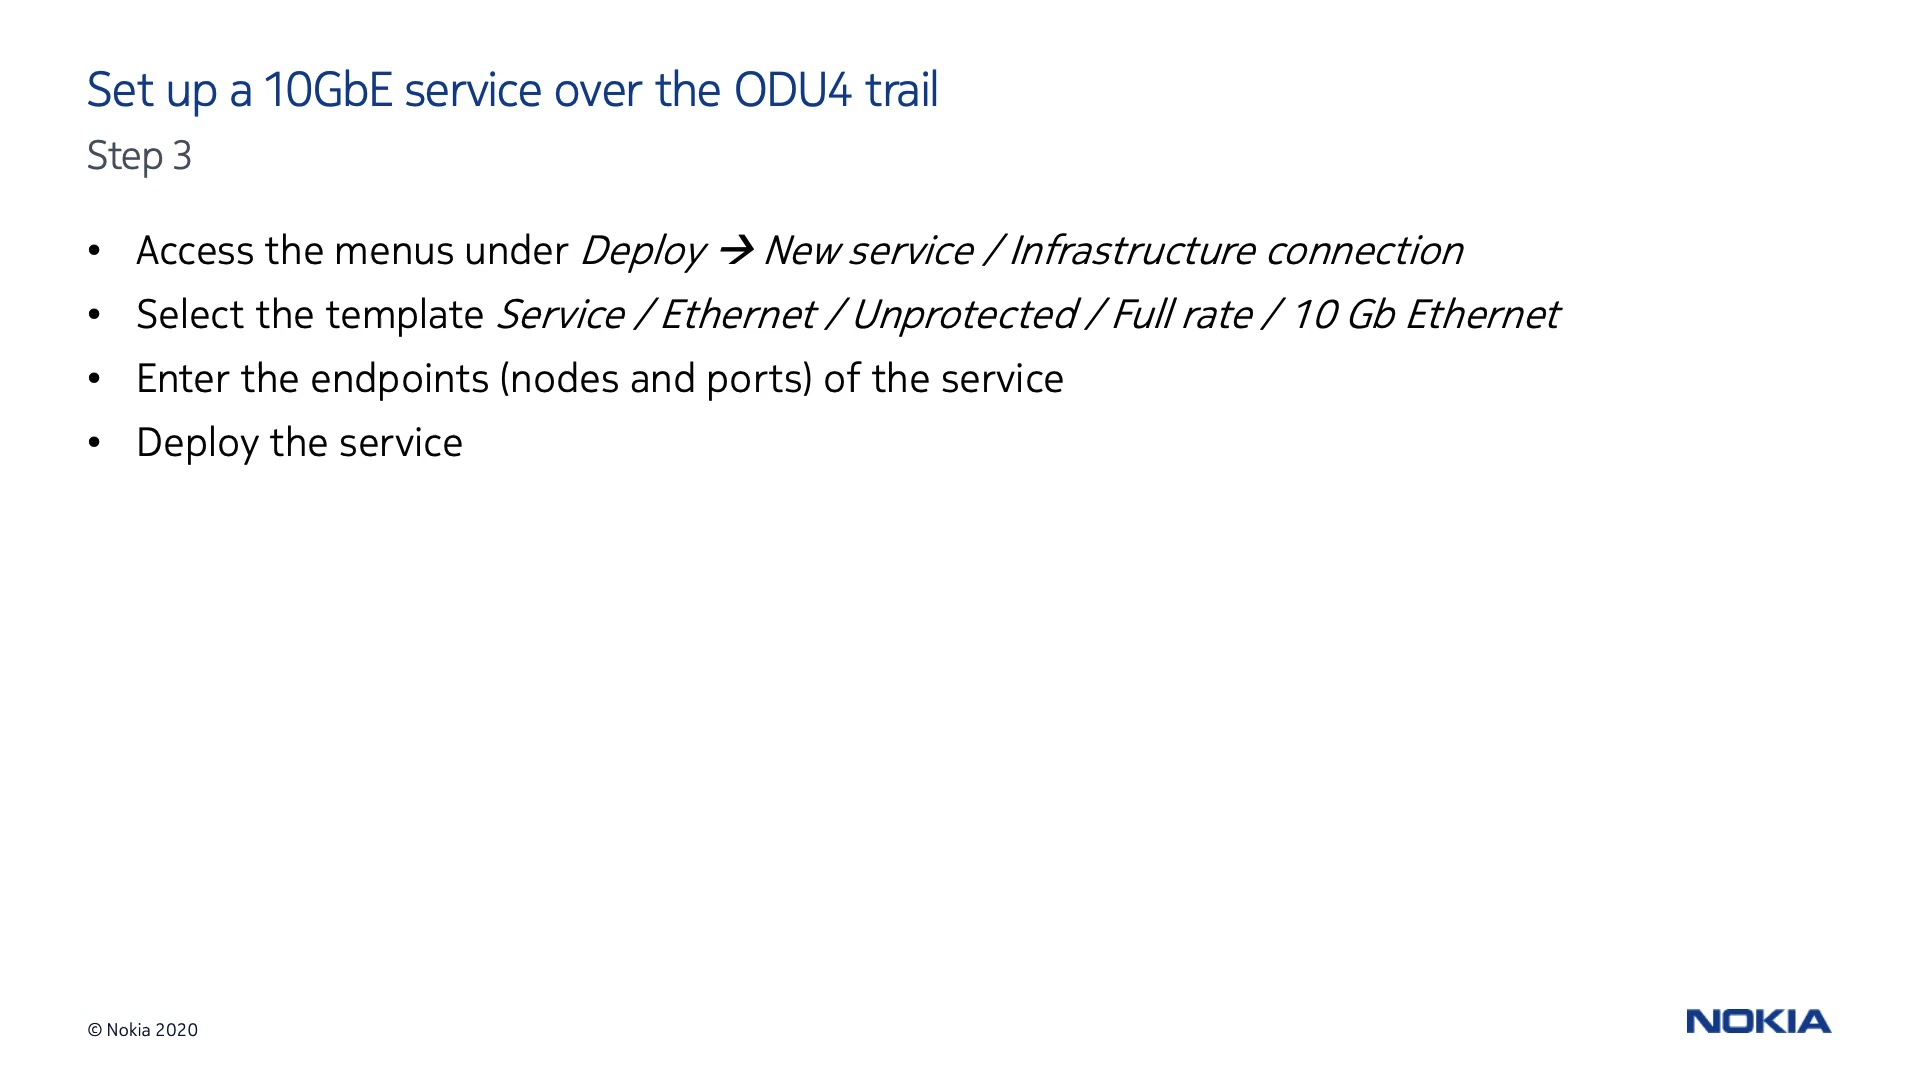 Set up a 10GbE service over the ODU4 trail
Step 3
• Access the menus under Deploy → New service / Infrastructure connection
• Select the template Service / Ethernet / Unprotected / Full rate / 10 Gb Ethernet
• Enter the endpoints (nodes and ports) of the service
• Deploy the service
© Nokia 2020
NOKIA